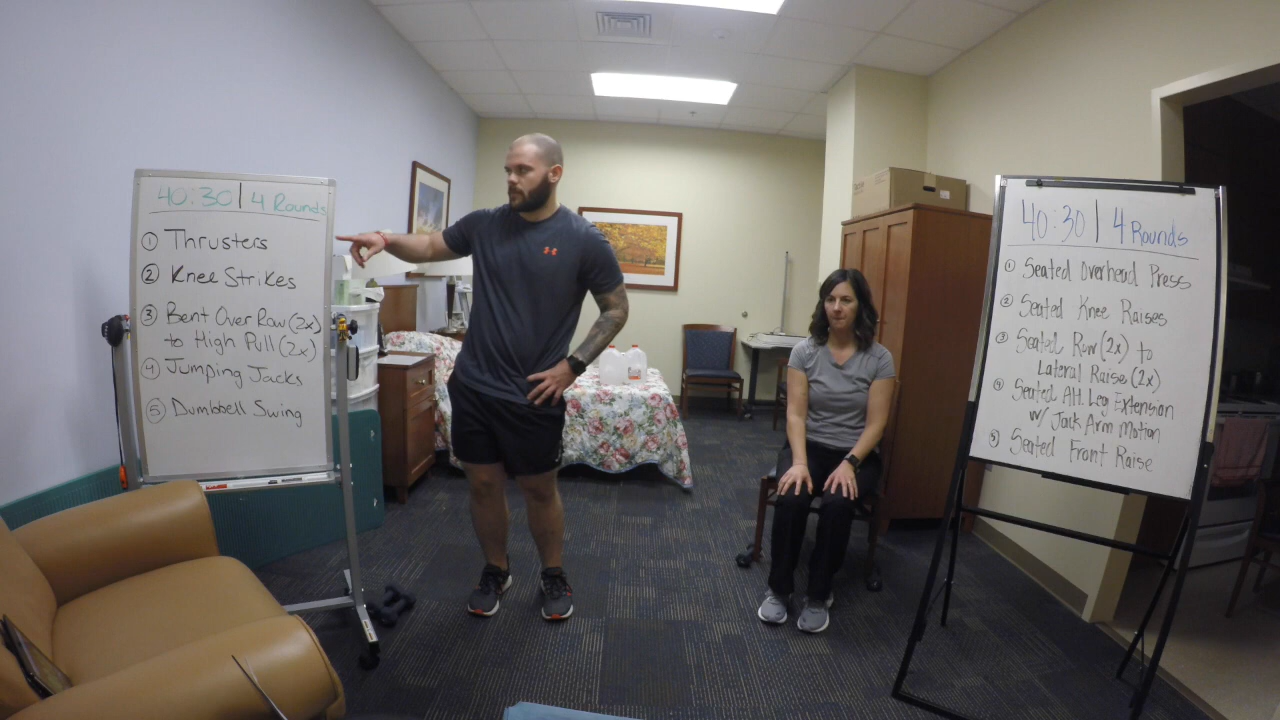 40:30 | 4 Rounds
① Thrusters
② Knee Strikes
③ Bent Over Row (2x)
to High Pull (2x)
④ Jumping Jacks
⑤ Dumbbell Swing
40:30 | 4 Rounds
① Seated Overhead Press
② Seated Knee Raises
③ Seated Row (2x) to
Lateral Raise (2x)
④ Seated Alt. Leg Extension
w/ Jack Arm Motion
⑤ Seated Front Raise